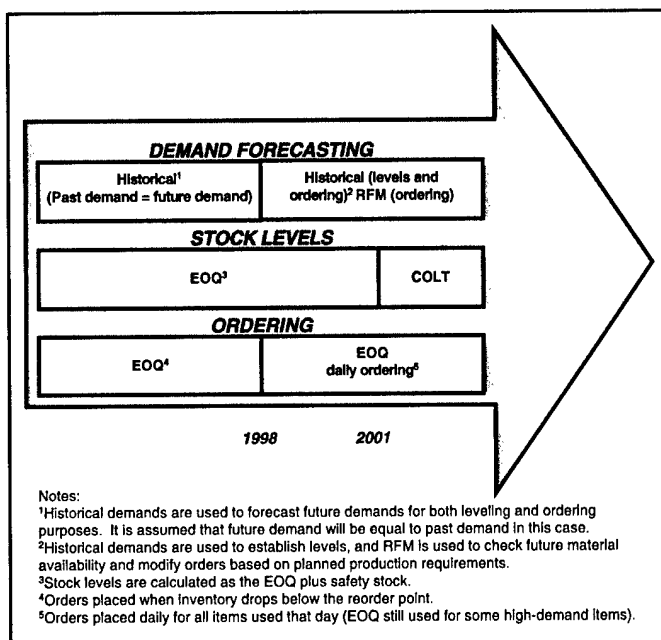 DEMAND FORECASTING
Historical¹
(Past demand = future demand)
Historical (levels and
ordering)² RFM (ordering)
STOCK LEVELS
EOQ³
COLT
ORDERING
EOQ⁴
EOQ
daily ordering⁵
1998 2001
Notes:
¹Historical demands are used to forecast future demands for both leveling and ordering
purposes. It is assumed that future demand will be equal to past demand in this case.
²Historical demands are used to establish levels, and RFM is used to check future material
availability and modify orders based on planned production requirements.
³Stock levels are calculated as the EOQ plus safety stock.
⁴Orders placed when inventory drops below the reorder point.
⁵Orders placed daily for all items used that day (EOQ still used for some high-demand items).